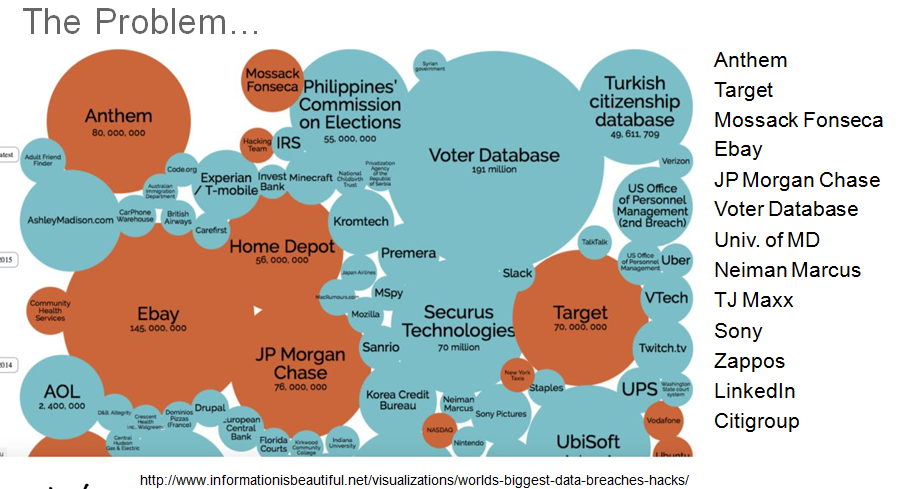 The Problem...
Anthem
80, 000, 000
Mossack
Fonseca
Philippines'
Commission
on Elections
55, 000, 000
Syrian
government
Voter Database
191 million
Turkish
citizenship
database
49, 611, 709
Hacking
Team
IRS
Adult Friend
Finder
Code.org
Australian
Immigration
Department
Experian
/ T-mobile
Invest
Bank
Minecraft
National
Childbirth
Trust
Privatization
Agency
of the
Republic
of Serbia
Verizon
US Office
of Personnel
Management
(2nd Breach)
AshleyMadison.com
CarPhone
Warehouse
British
Airways
Carefirst
Kromtech
TalkTalk
Home Depot
56, 000, 000
Premera
US Office
of Personnel
Management
Uber
2015
Japan Airlines
Slack
Community
Health
Services
MacRumours.com
MSpy
VTech
Ebay
145, 000, 000
Mozilla
Securus
Technologies
70 million
Target
70, 000, 000
JP Morgan
Chase
76, 000, 000
Sanrio
Twitch.tv
2014
AOL
2, 400, 000
New York
Taxis
Staples
UPS
Washington
State court
system
Korea Credit
Bureau
Neiman
Marcus
Sony Pictures
D&B, Altegrity
Crescent
Health
Inc., Walgreens
Dominios
Pizzas
(France)
Drupal
European
Central
Bank
NASDAQ
Vodafone
Central
Hudson
Gas & Electric
Florida
Courts
Kirkwood
Community
College
Indiana
University
Nintendo
UbiSoft
Ubuntu
Anthem
Target
Mossack Fonseca
Ebay
JP Morgan Chase
Voter Database
Univ. of MD
Neiman Marcus
TJ Maxx
Sony
Zappos
LinkedIn
Citigroup
http://www.informationisbeautiful.net/visualizations/worlds-biggest-data-breaches-hacks/